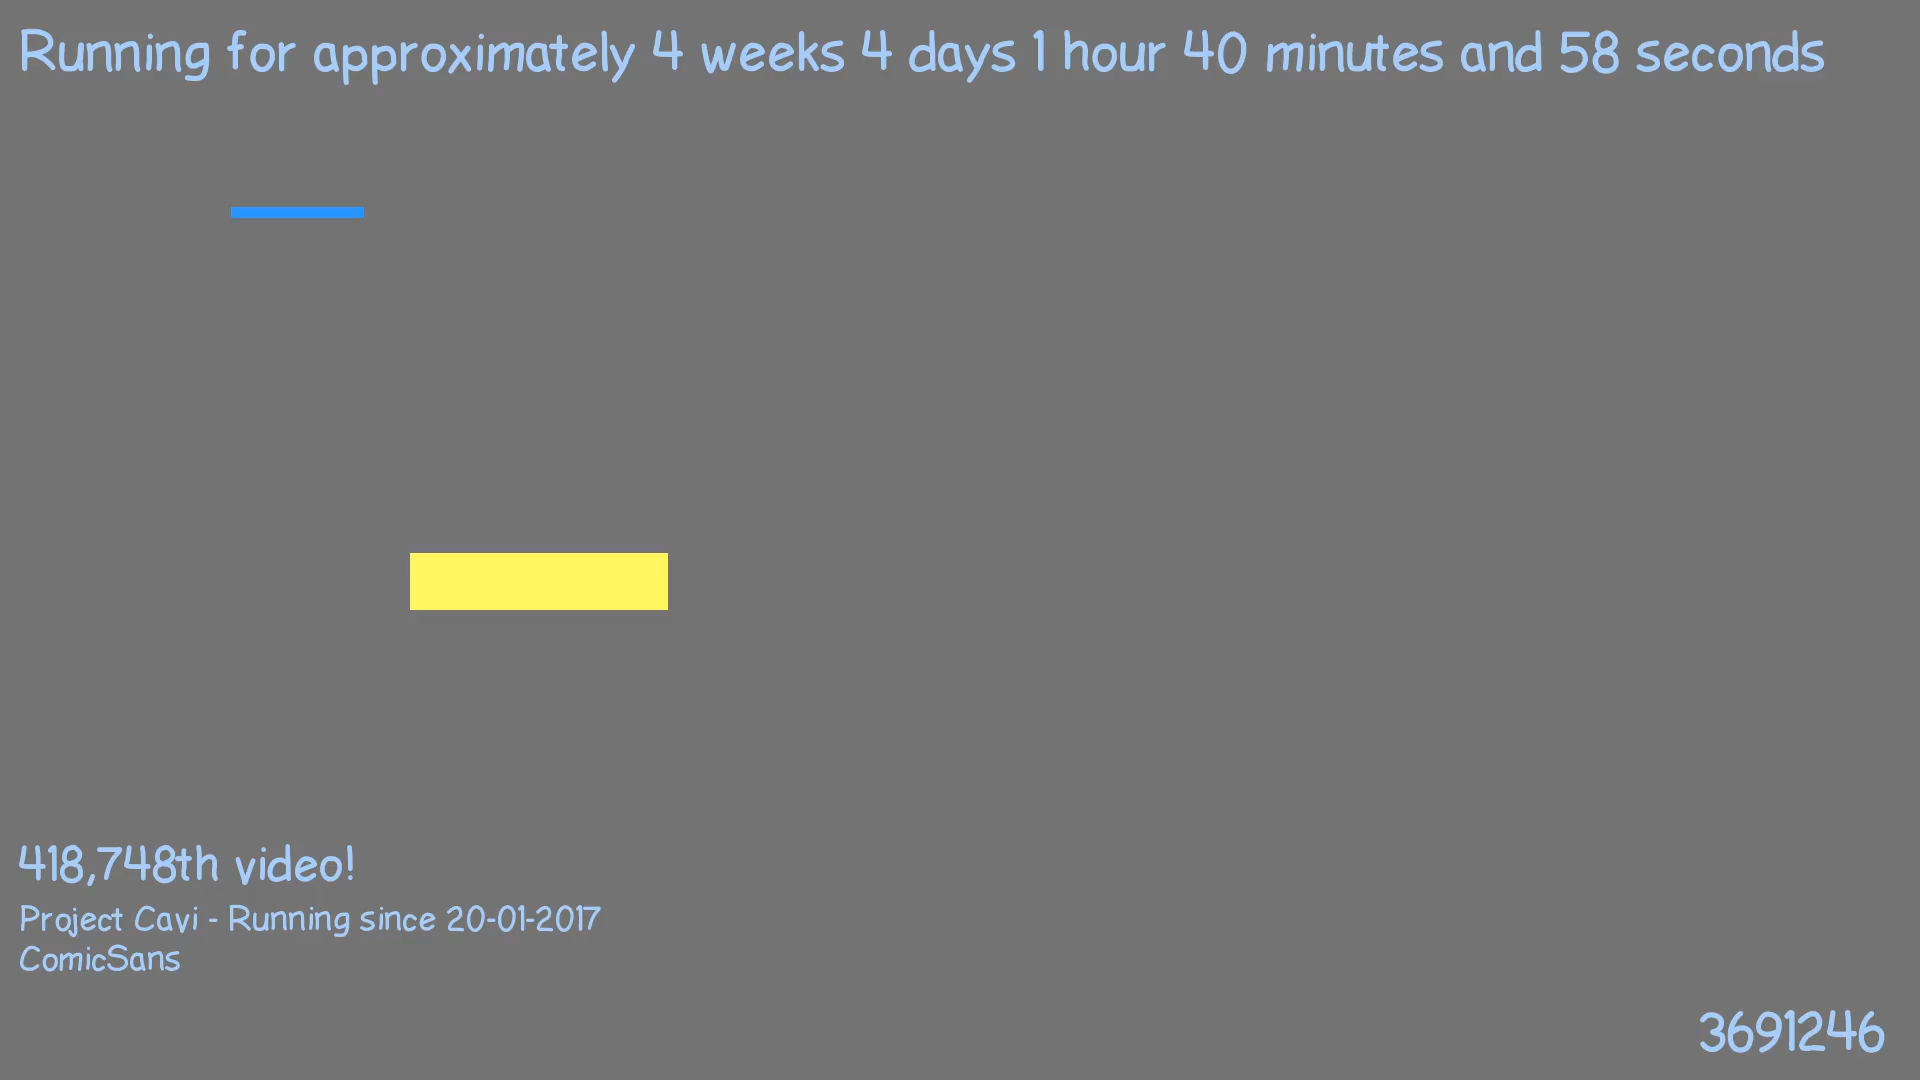 Running for approximately 4 weeks 4 days 1 hour 40 minutes and 58 seconds
418,748th video!
Project Cavi - Running since 20-01-2017
ComicSans
3691246